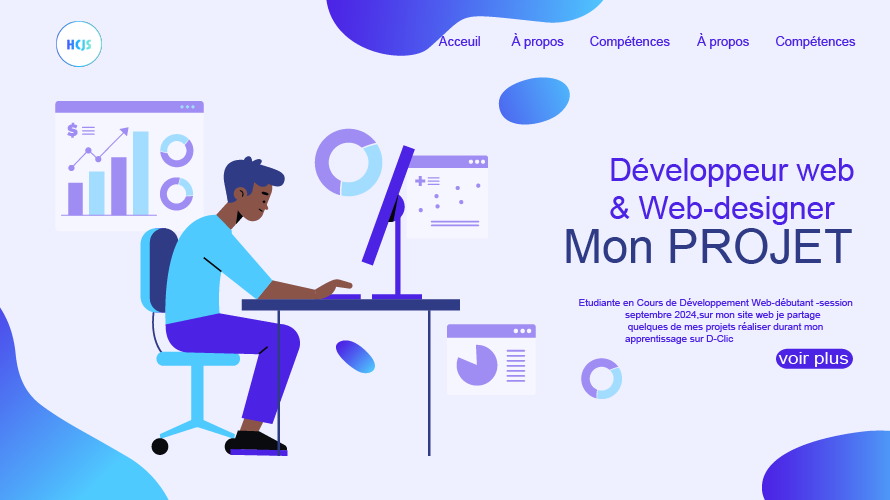 HCJS
Acceuil À propos Compétences À propos Compétences
$
Développeur web
& Web-designer
Mon PROJET
Etudiante en Cours de Développement Web-débutant -session
septembre 2024,sur mon site web je partage
quelques de mes projets réaliser durant mon
apprentissage sur D-Clic
voir plus